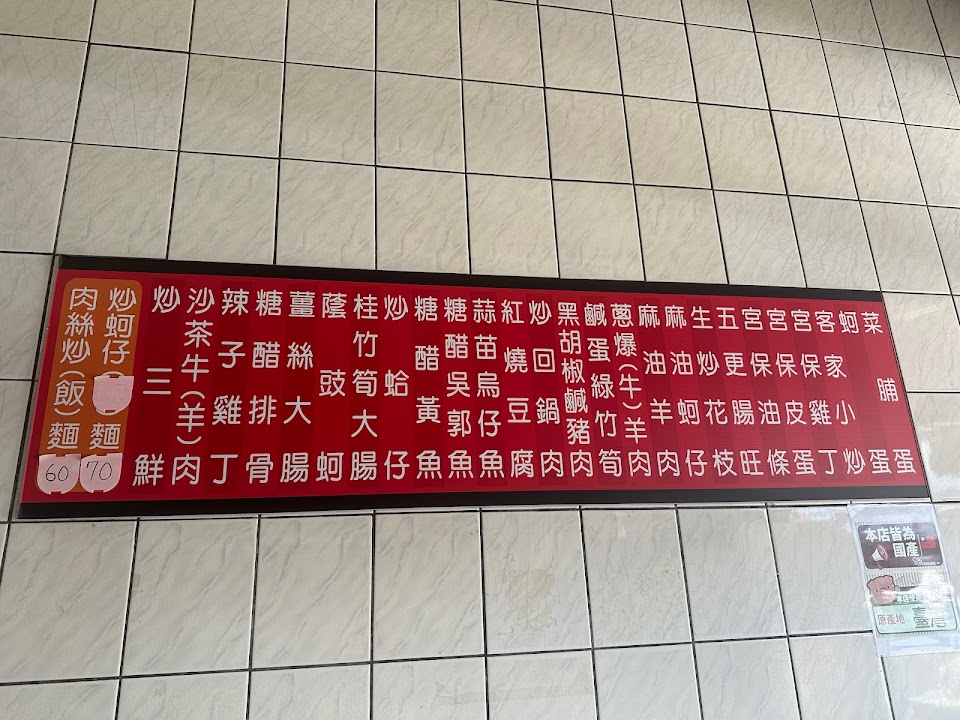 菜脯蛋
蚵蛋
客家小炒
宮保雞丁
宮保皮蛋
宮保油條
五更腸旺
生炒花枝
麻油蚵仔
麻油羊肉
蔥爆(牛)羊肉
鹹蛋綠竹筍
黑胡椒鹹豬肉
炒回鍋肉
紅燒豆腐
蒜苗烏仔魚
糖醋吳郭魚
糖醋黃魚
炒蛤仔
桂竹筍大腸
蔭豉蚵
薑絲大腸
糖醋排骨
辣子雞丁
沙茶牛(羊)肉
炒三鮮
炒蚵仔麵 70
肉絲炒(飯)麵 60
本店皆為
國產
原產地 臺灣